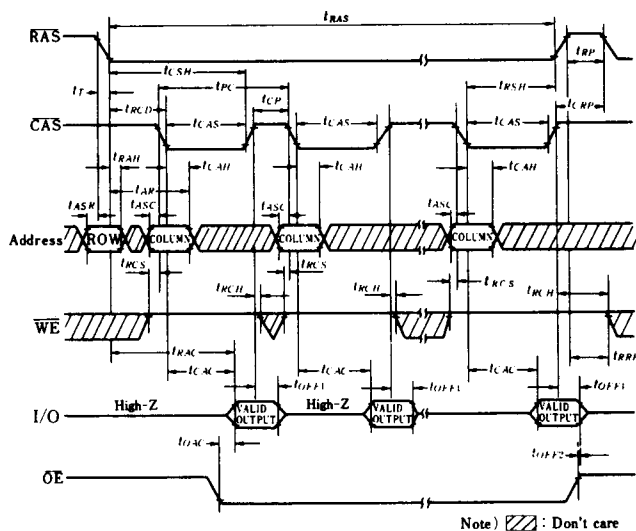 tRAS
RAS
tRP
tCSH
tT
tPC
tRSH
tRCD
tCP
tCRP
CAS
tCAS
tCAS
tCAS
tRAH
tCAH
tCAH
tCAH
tAR
tASR
tASC
tASC
tASC
Address
ROW
COLUMN
COLUMN
COLUMN
tRCS
tRCS
tRCS
tRCH
tRCH
tRCH
WE
tRAC
tCAC
tCAC
tCAC
tRRH
tOFF1
tOFF1
tOFF1
I/O
High-Z
VALID OUTPUT
High-Z
VALID OUTPUT
VALID OUTPUT
tOAC
tOFF2
OE
Note) : Don't care